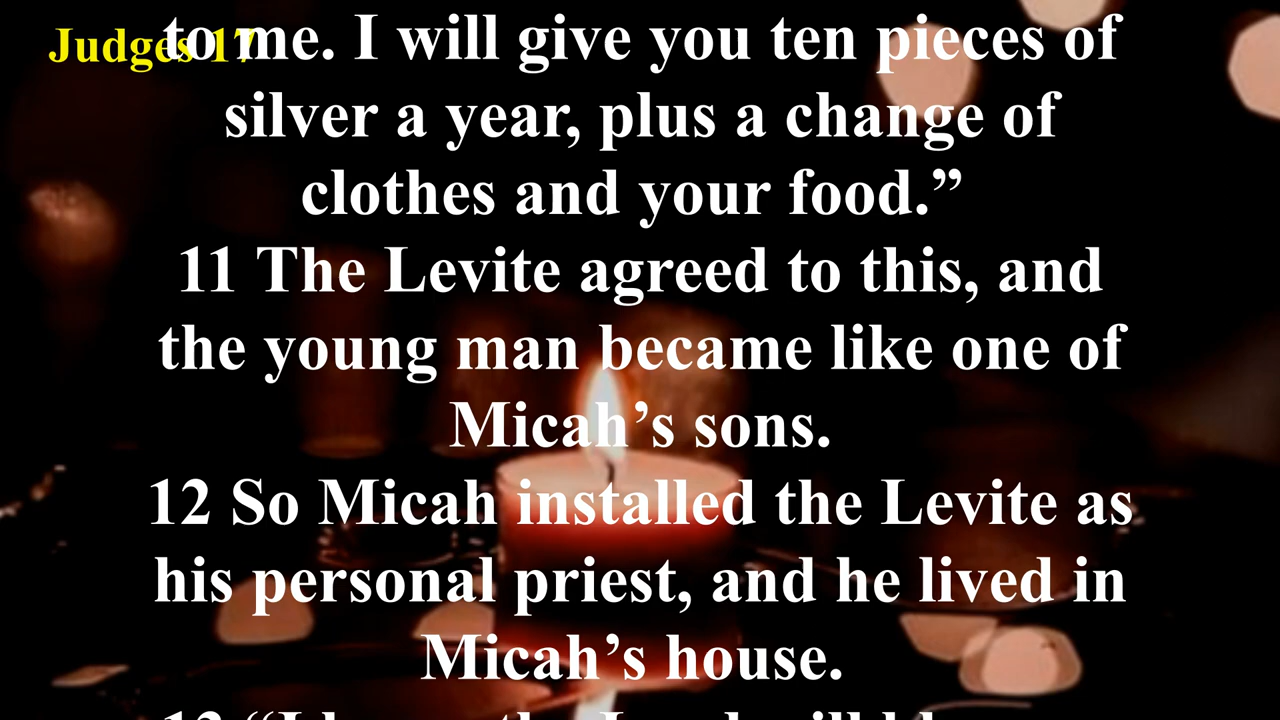 Judges 17
to me. I will give you ten pieces of
silver a year, plus a change of
clothes and your food.”
11 The Levite agreed to this, and
the young man became like one of
Micah’s sons.
12 So Micah installed the Levite as
his personal priest, and he lived in
Micah’s house.